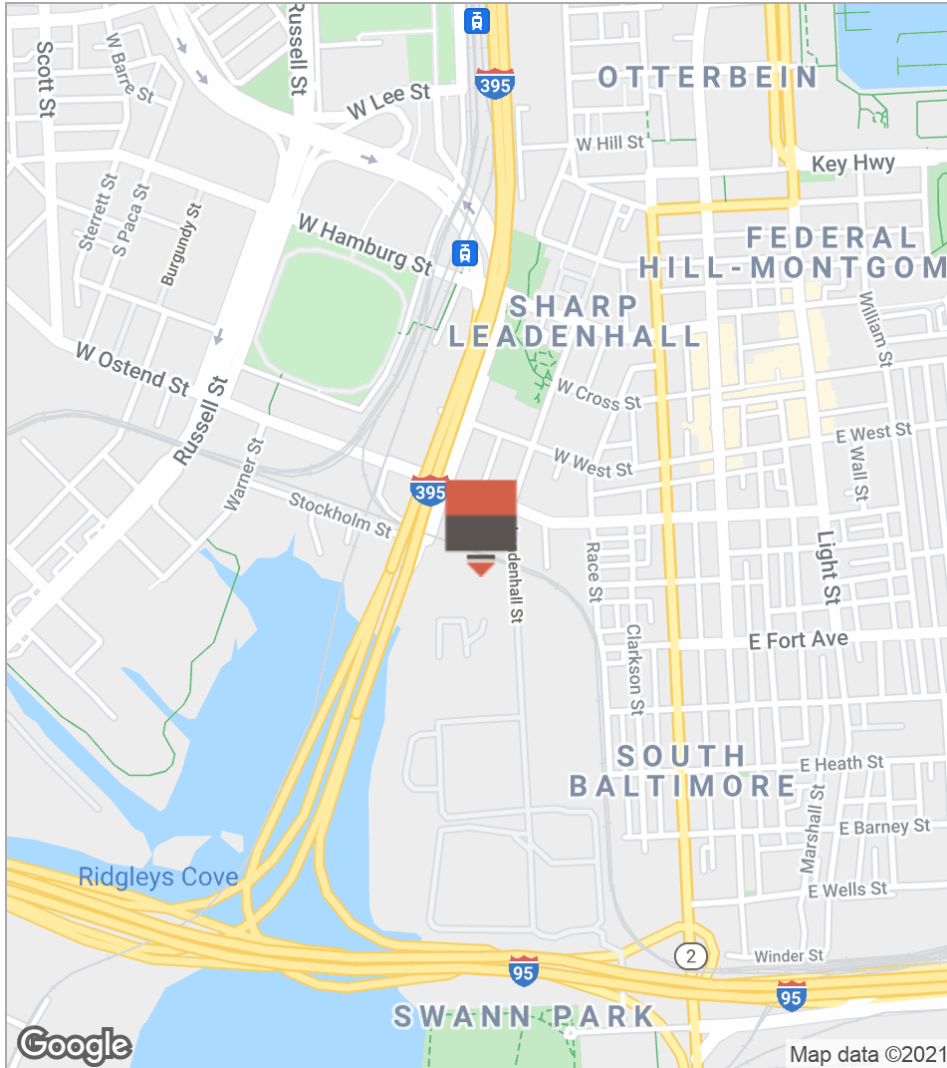 Scott St
W Barre St
Russell St
W Lee St
395
OTTERBEIN
W Hill St
Key Hwy
Sterrett St
S Paca St
Burgundy St
W Hamburg St
FEDERAL
HILL-MONTGOM
SHARP
LEADENHALL
William St
W Ostend St
Russell St
W Cross St
E West St
W West St
Warner St
E Wall St
395
Stockholm St
denhall St
Race St
Light St
Clarkson St
E Fort Ave
SOUTH
BALTIMORE
E Heath St
Marshall St
E Barney St
Ridgleys Cove
E Wells St
2
Winder St
95
95
SWANN PARK
Google
Map data ©2021